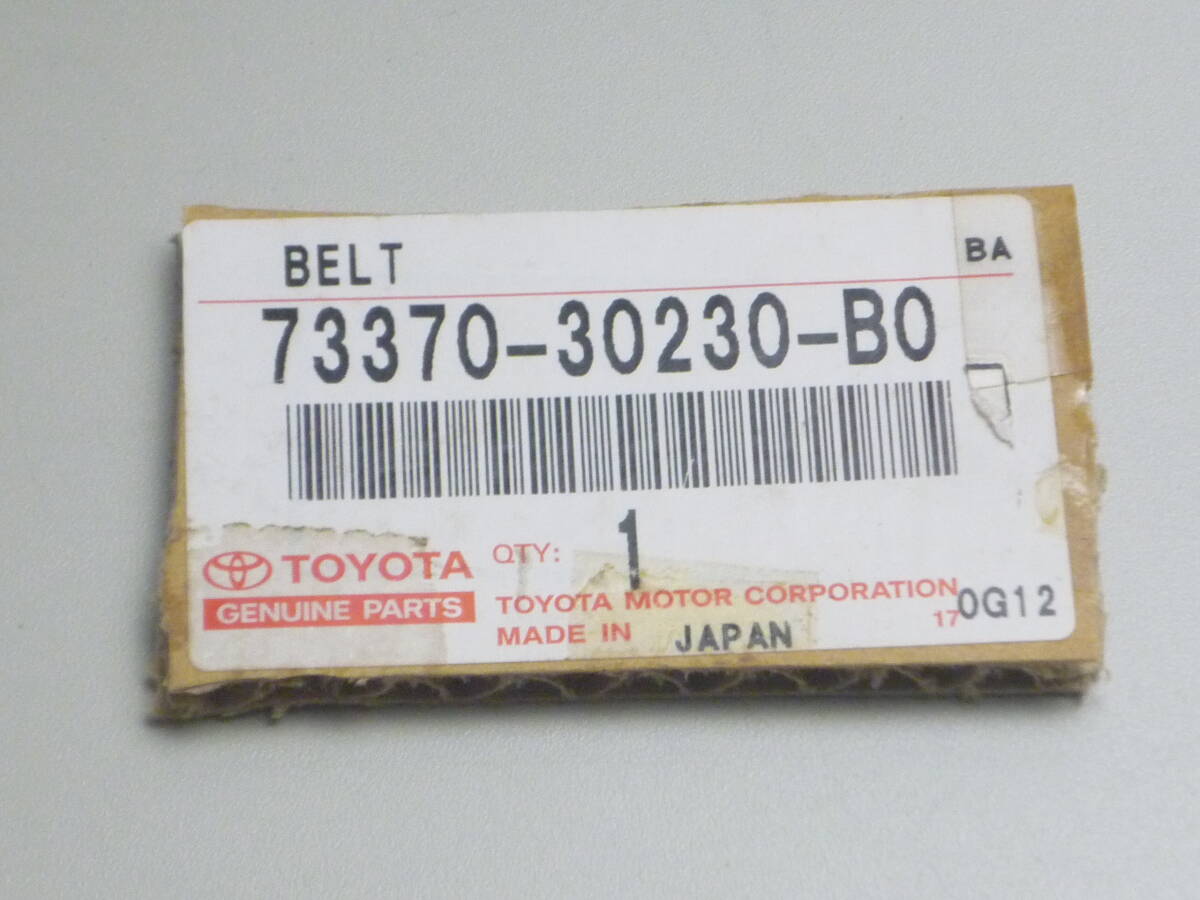 BELT
BA
73370-30230-B0
QTY: 1
TOYOTA
GENUINE PARTS
TOYOTA MOTOR CORPORATION
MADE IN JAPAN
17 0G12